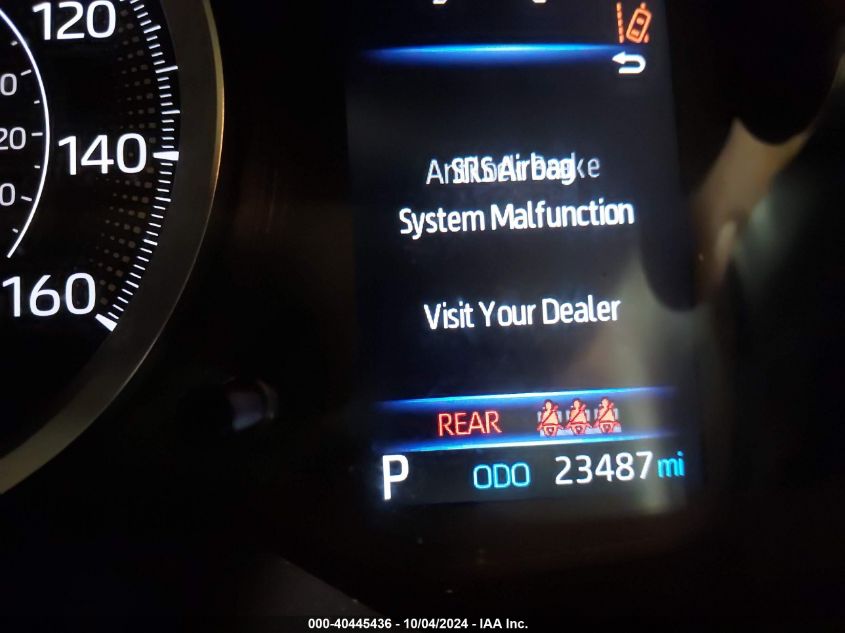 120
20
140
160
SRS Airbag
System Malfunction
Visit Your Dealer
REAR
P ODO 23487 mi
000-40445436 - 10/04/2024 - IAA Inc.